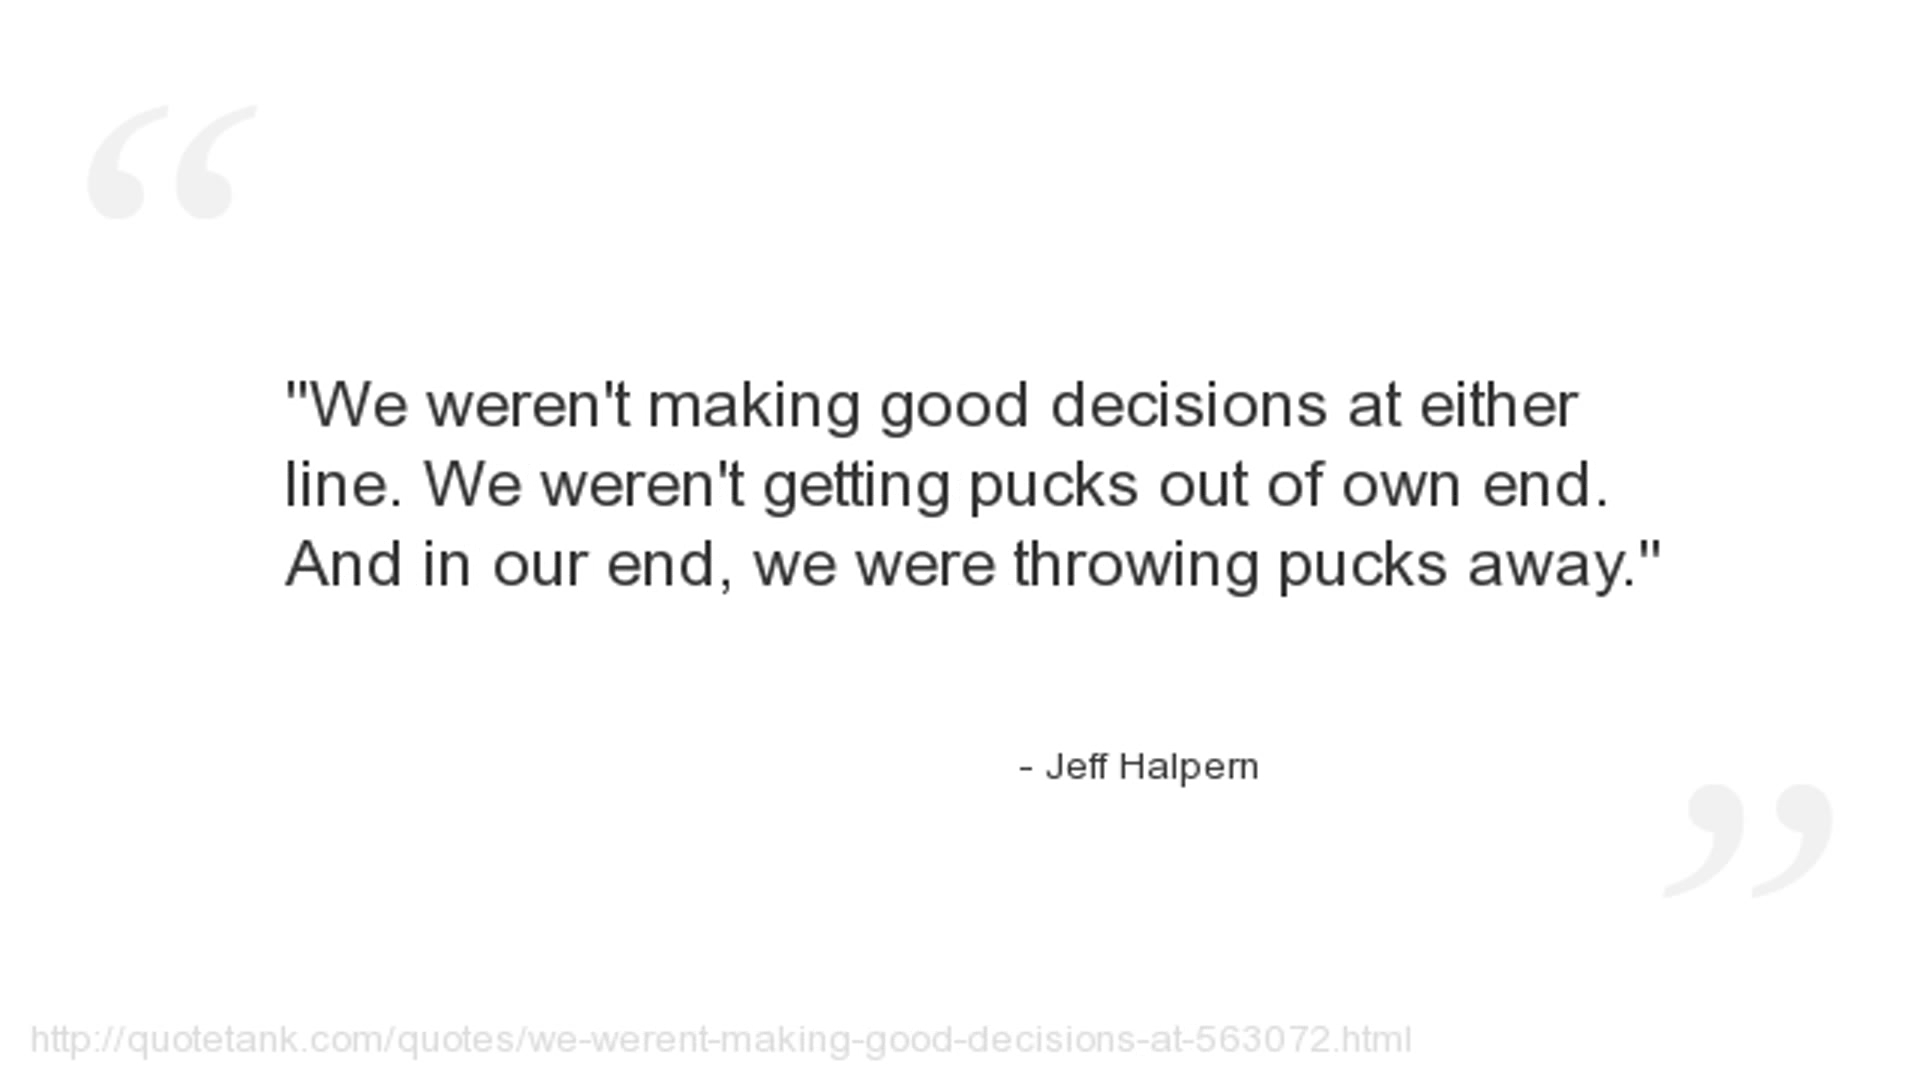 "We weren't making good decisions at either
line. We weren't getting pucks out of own end.
And in our end, we were throwing pucks away."
- Jeff Halpern
http://quotetank.com/quotes/we-werent-making-good-decisions-at-563072.html